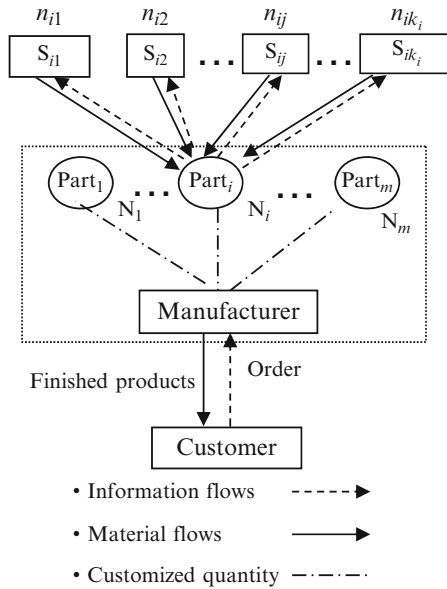 n_{i1} n_{i2} n_{ij} n_{ik_i}
S_{i1} S_{i2} ... S_{ij} ... S_{ik_i}
Part_1 ... Part_i ... Part_m
N_1 N_i N_m
Manufacturer
Finished products Order
Customer
• Information flows
• Material flows
• Customized quantity